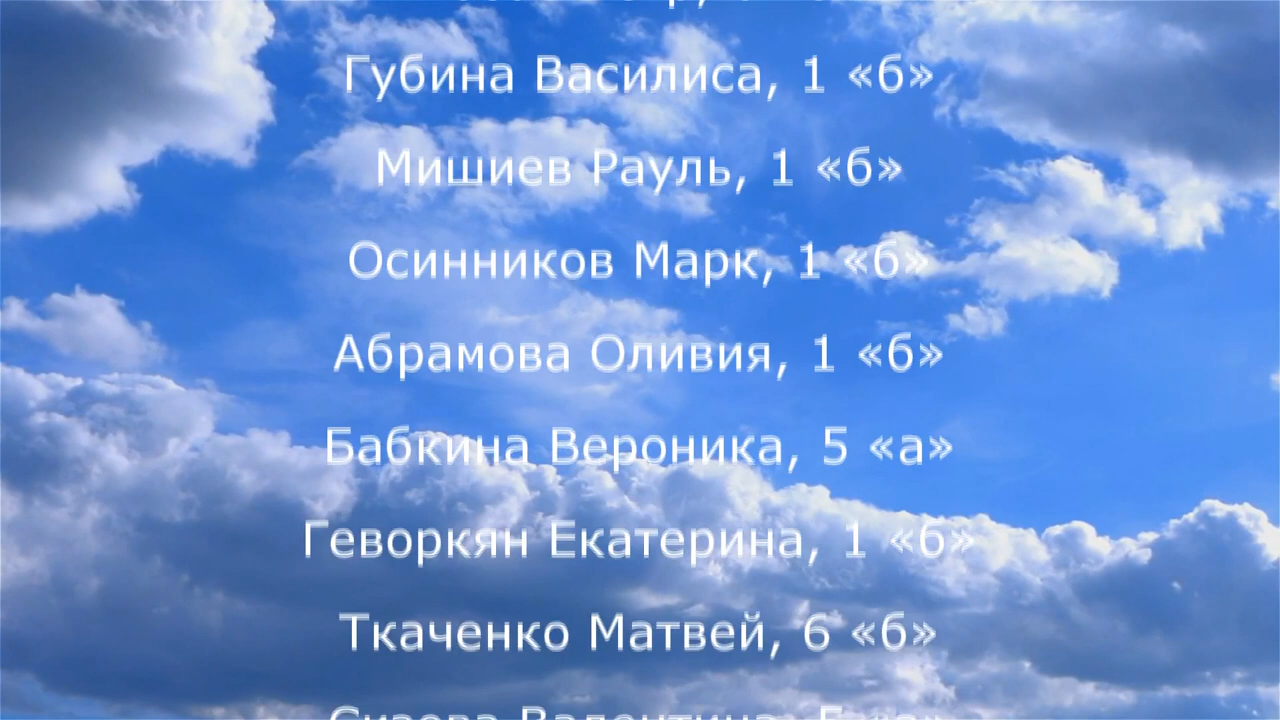 Губина Василиса, 1 «б»
Мишиев Рауль, 1 «б»
Осинников Марк, 1 «б»
Абрамова Оливия, 1 «б»
Бабкина Вероника, 5 «а»
Геворкян Екатерина, 1 «б»
Ткаченко Матвей, 6 «б»